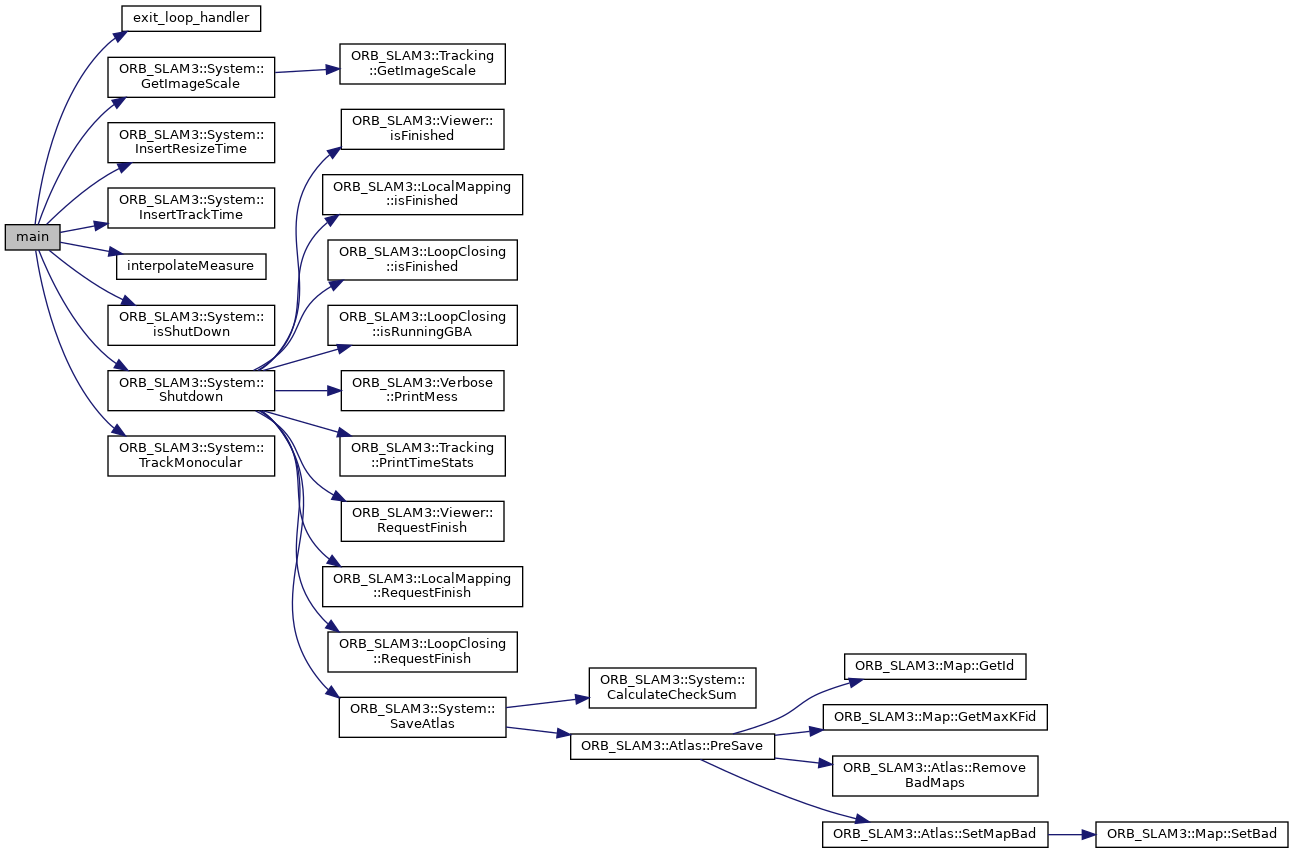 main
exit_loop_handler
ORB_SLAM3::System::
GetImageScale
ORB_SLAM3::System::
InsertResizeTime
ORB_SLAM3::System::
InsertTrackTime
interpolateMeasure
ORB_SLAM3::System::
isShutDown
ORB_SLAM3::System::
Shutdown
ORB_SLAM3::System::
TrackMonocular
ORB_SLAM3::Tracking
::GetImageScale
ORB_SLAM3::Viewer::
isFinished
ORB_SLAM3::LocalMapping
::isFinished
ORB_SLAM3::LoopClosing
::isFinished
ORB_SLAM3::LoopClosing
::isRunningGBA
ORB_SLAM3::Verbose
::PrintMess
ORB_SLAM3::Tracking
::PrintTimeStats
ORB_SLAM3::Viewer::
RequestFinish
ORB_SLAM3::LocalMapping
::RequestFinish
ORB_SLAM3::LoopClosing
::RequestFinish
ORB_SLAM3::System::
SaveAtlas
ORB_SLAM3::System::
CalculateCheckSum
ORB_SLAM3::Atlas::PreSave
ORB_SLAM3::Map::GetId
ORB_SLAM3::Map::GetMaxKFid
ORB_SLAM3::Atlas::Remove
BadMaps
ORB_SLAM3::Atlas::SetMapBad
ORB_SLAM3::Map::SetBad